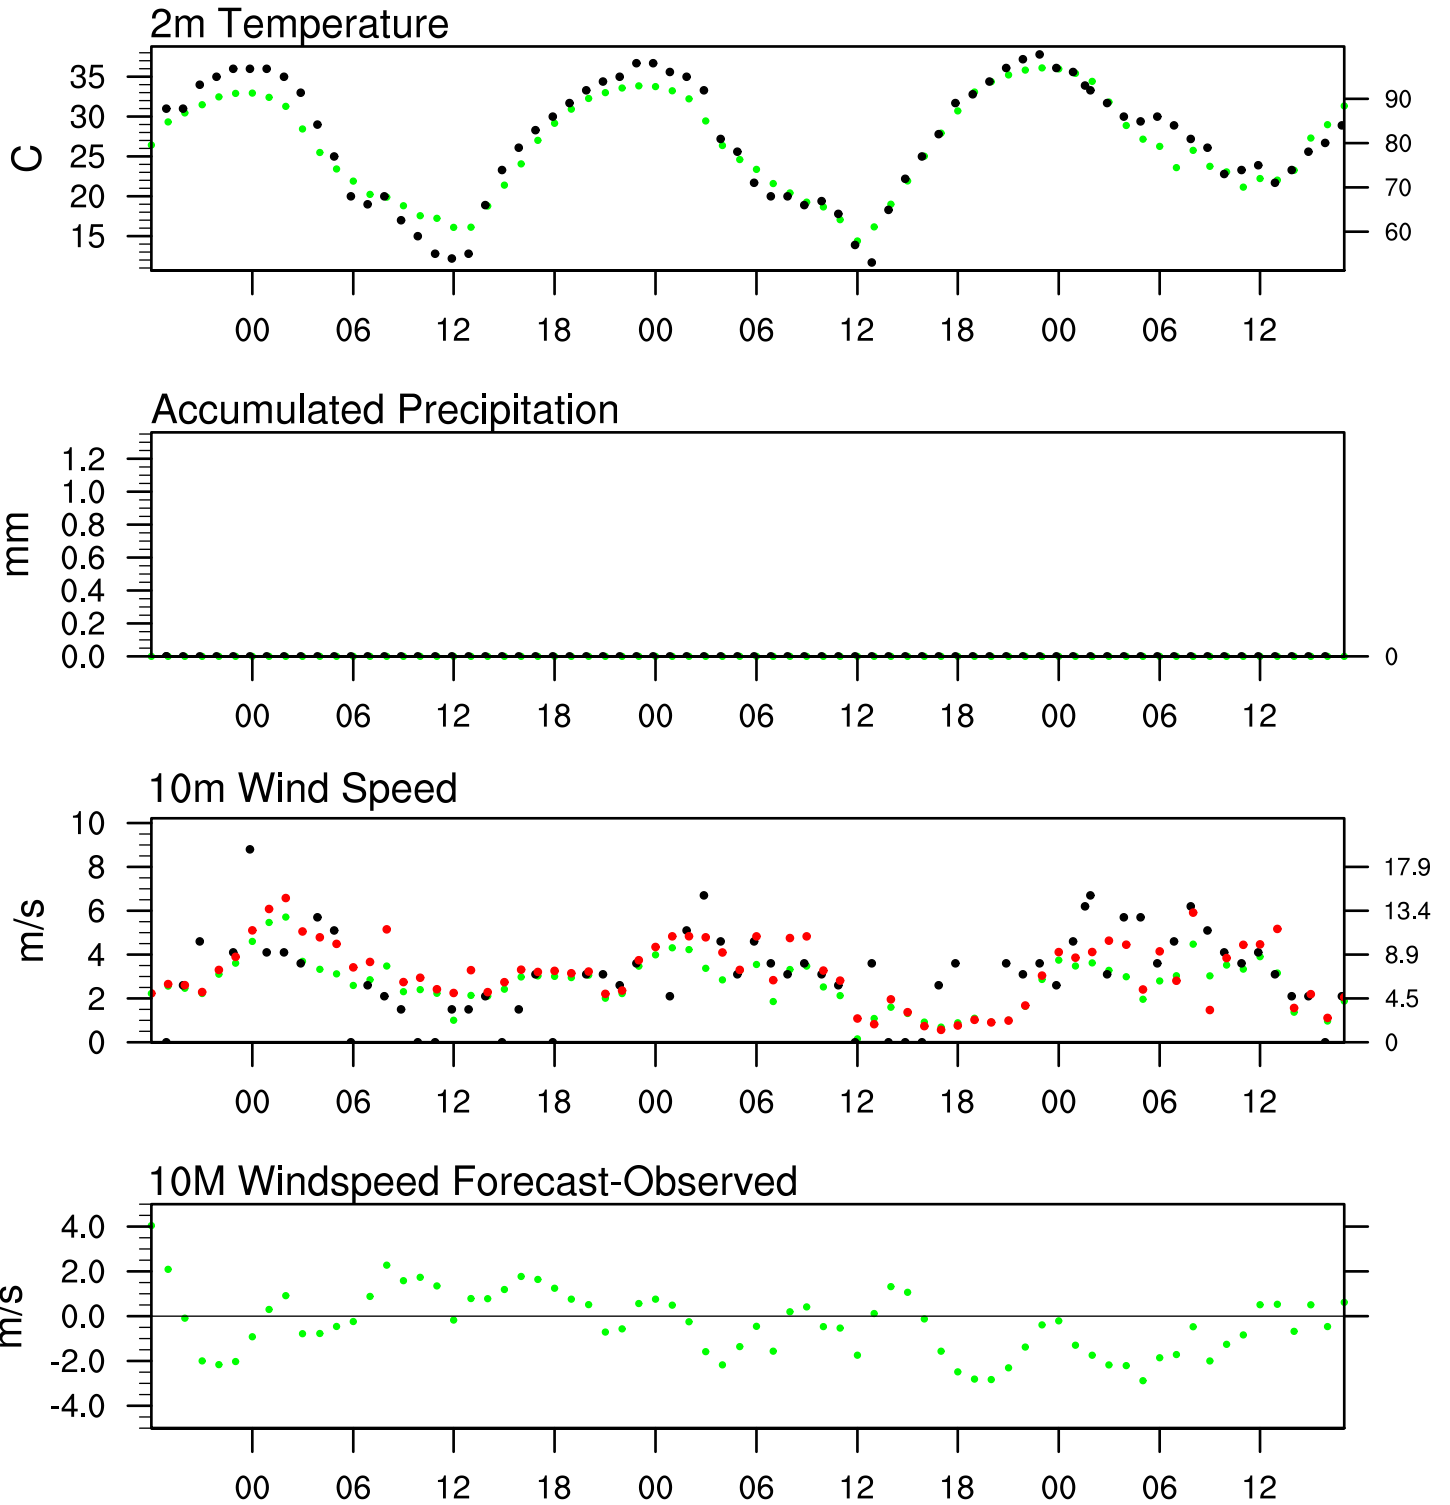 2m Temperature
C
35
30
25
20
15
90
80
70
60
00 06 12 18 00 06 12 18 00 06 12
Accumulated Precipitation
mm
1.2
1.0
0.8
0.6
0.4
0.2
0.0
0
00 06 12 18 00 06 12 18 00 06 12
10m Wind Speed
m/s
10
8
6
4
2
0
17.9
13.4
8.9
4.5
0
00 06 12 18 00 06 12 18 00 06 12
10M Windspeed Forecast-Observed
m/s
4.0
2.0
0.0
-2.0
-4.0
00 06 12 18 00 06 12 18 00 06 12